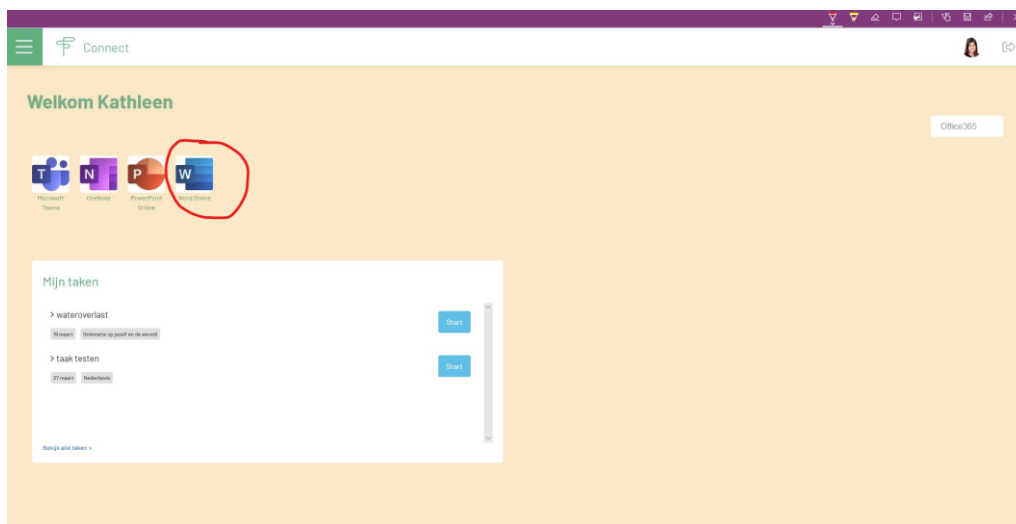 Connect
Welkom Kathleen
Office365
T
N
P
W
Microsoft
Teams
OneNote
PowerPoint
Online
Word Online
Mijn taken
> wateroverlast
Start
19 maart Oriëntatie op jezelf en de wereld
> taak testen
Start
27 maart Nederlands
Bekijk alle taken >